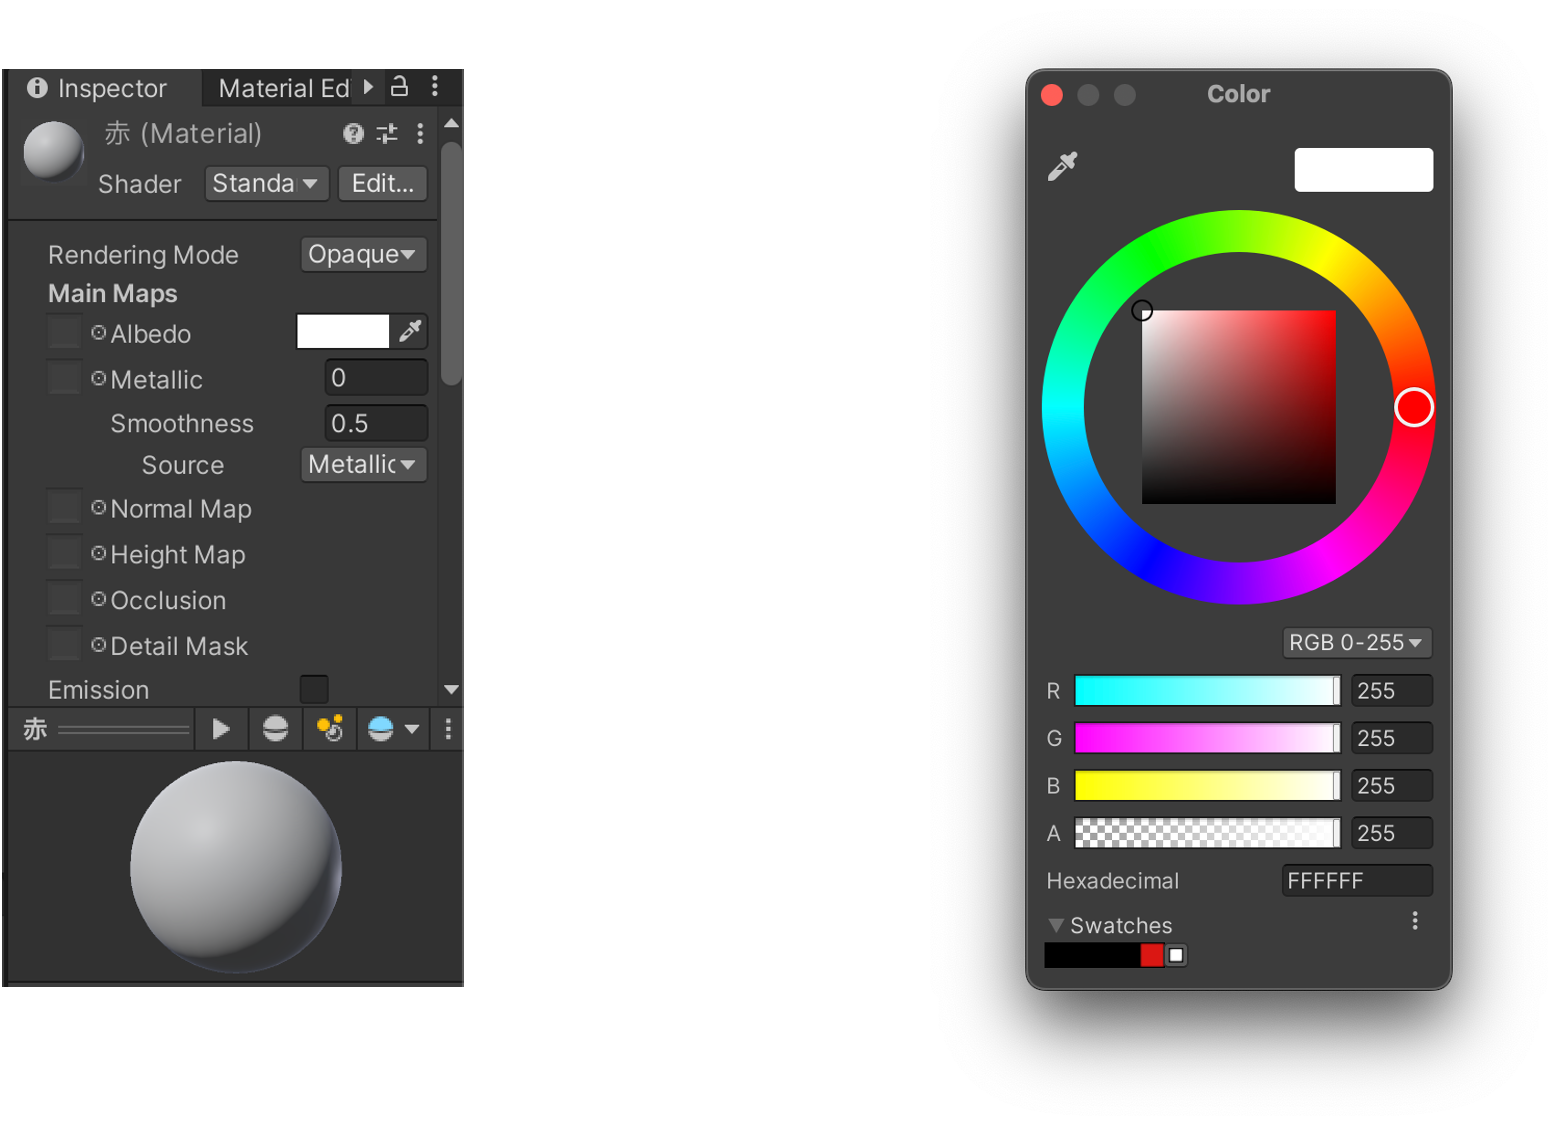 Inspector
Material Ed
赤 (Material)
Shader Standa Edit...
Rendering Mode Opaque
Main Maps
Albedo
Metallic 0
Smoothness 0.5
Source Metallic
Normal Map
Height Map
Occlusion
Detail Mask
Emission
赤
Color
RGB 0-255
R 255
G 255
B 255
A 255
Hexadecimal FFFFFF
Swatches